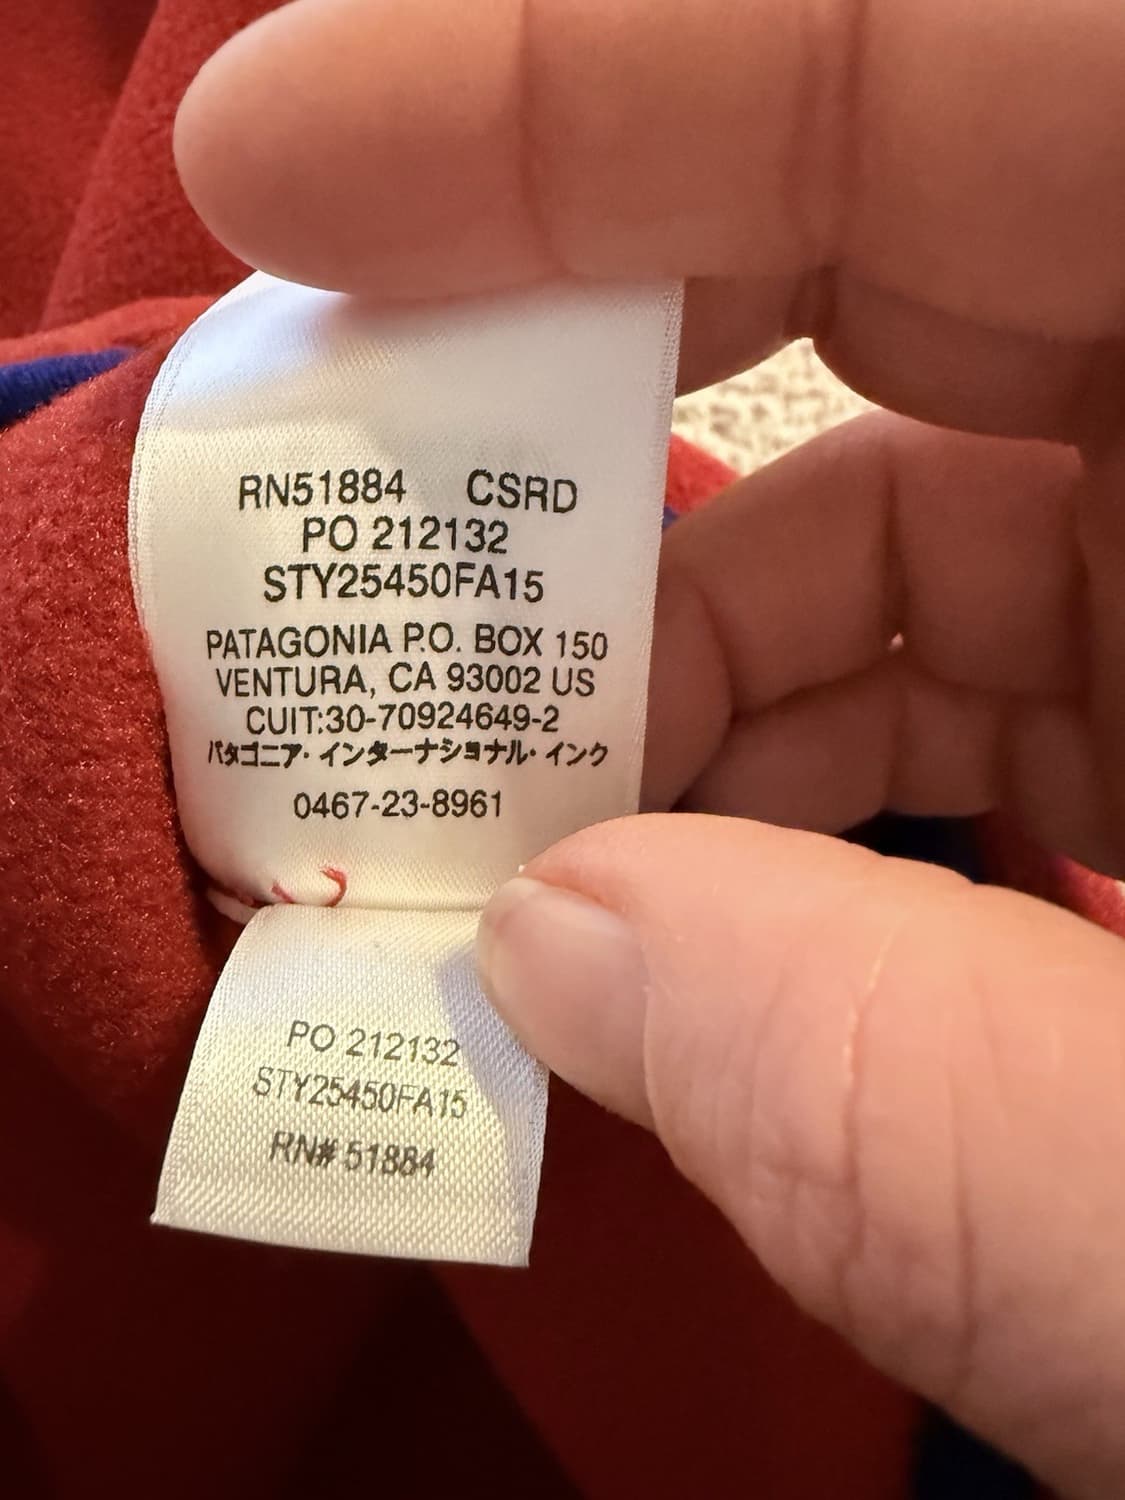 RN51884 CSRD
PO 212132
STY25450FA15
PATAGONIA P.O. BOX 150
VENTURA, CA 93002 US
CUIT:30-70924649-2
パタゴニア・インターナショナル・インク
0467-23-8961
PO 212132
STY25450FA15
RN# 51884